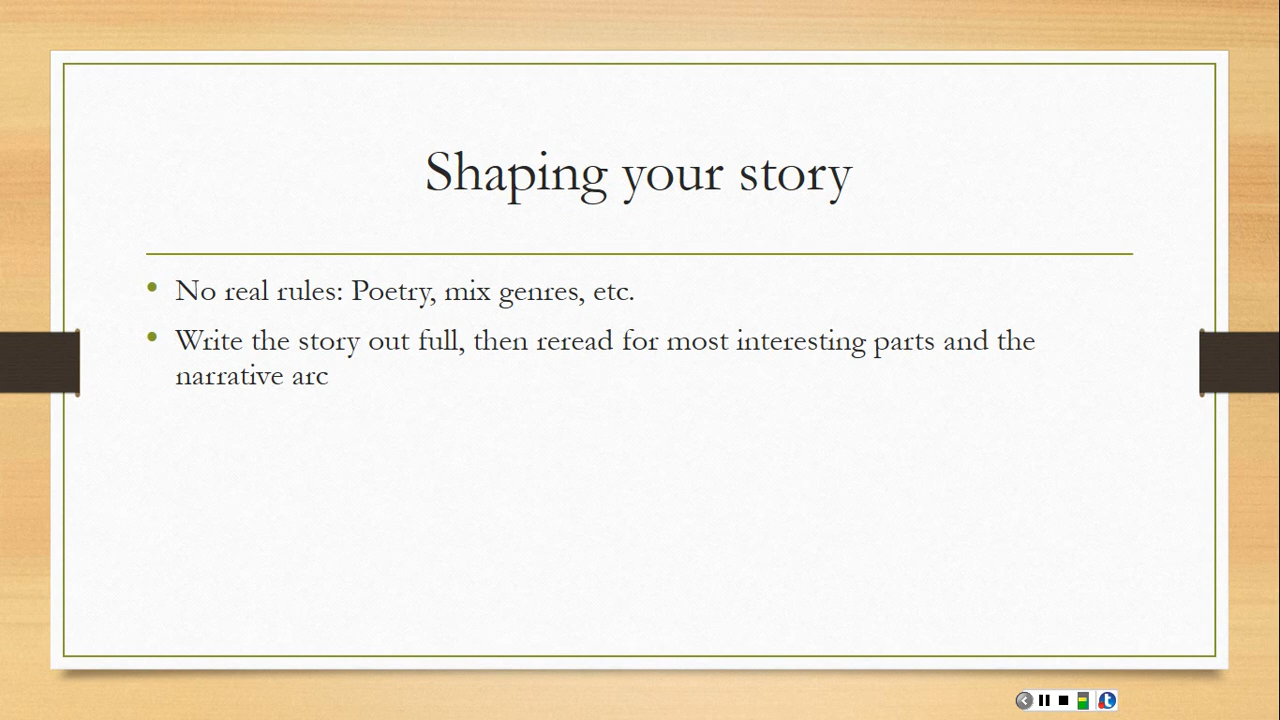 Shaping your story
• No real rules: Poetry, mix genres, etc.
• Write the story out full, then reread for most interesting parts and the
narrative arc